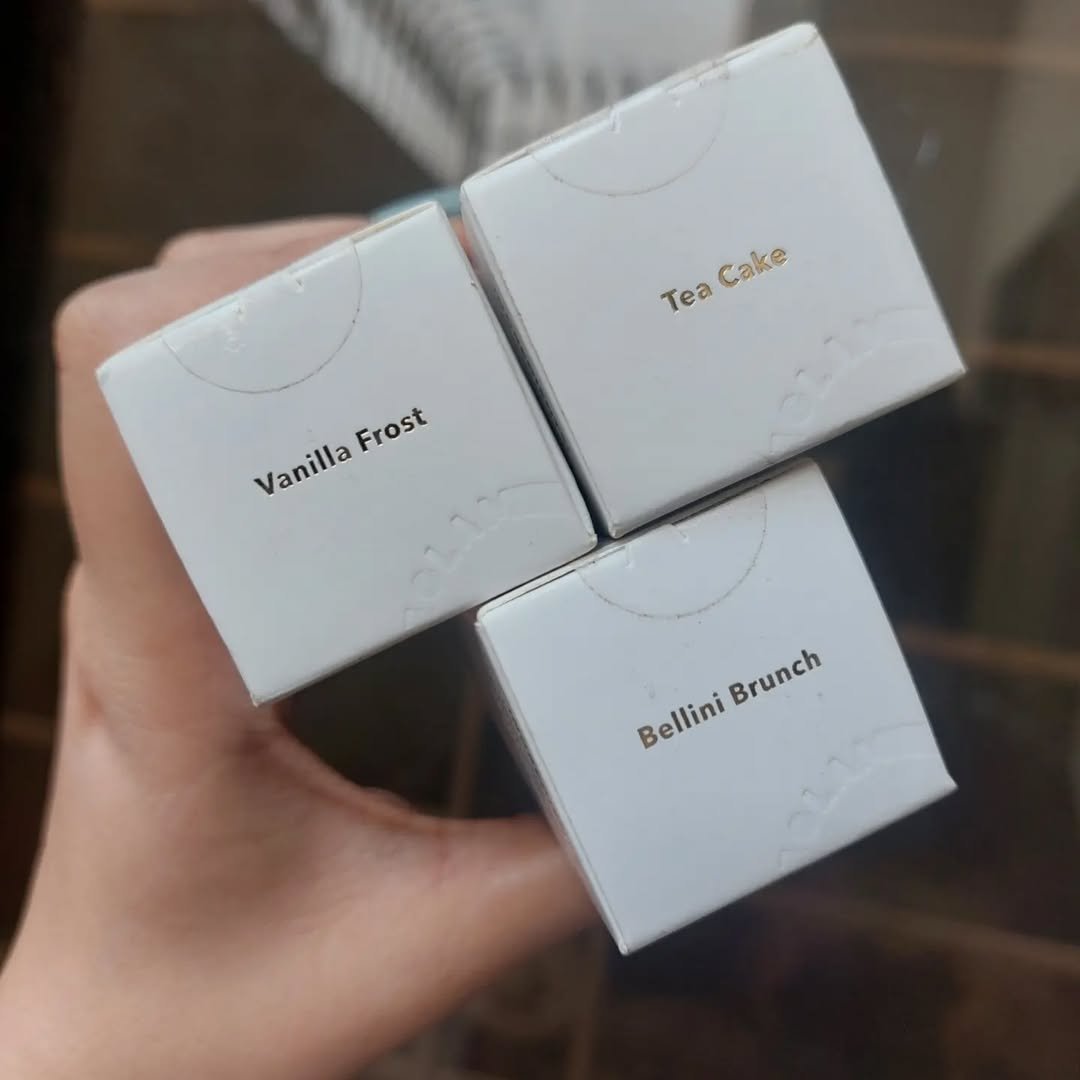 Tea Cake
Vanilla Frost
Bellini Brunch